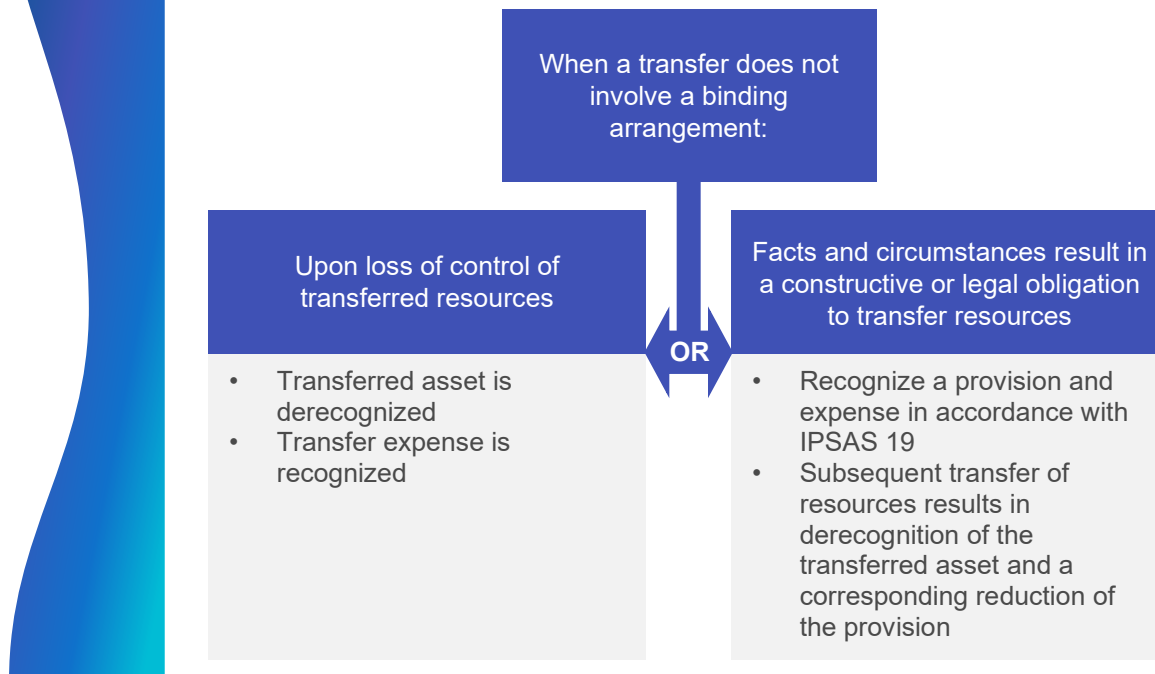 When a transfer does not
involve a binding
arrangement:
Upon loss of control of
transferred resources
• Transferred asset is
derecognized
• Transfer expense is
recognized
OR
Facts and circumstances result in
a constructive or legal obligation
to transfer resources
• Recognize a provision and
expense in accordance with
IPSAS 19
• Subsequent transfer of
resources results in
derecognition of the
transferred asset and a
corresponding reduction of
the provision